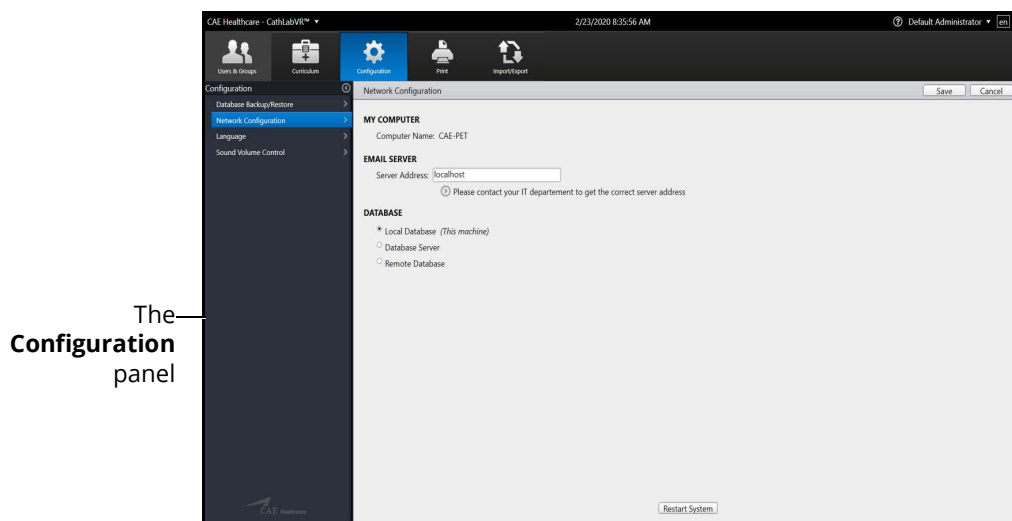 CAE Healthcare - CathLabVR™ ▾ 2/23/2020 8:35:56 AM ? Default Administrator ▾ en
Users & Groups Curriculum Configuration Print Import/Export
Configuration
Database Backup/Restore
Network Configuration
Language
Sound Volume Control
Network Configuration Save Cancel
MY COMPUTER
Computer Name: CAE-PET
EMAIL SERVER
Server Address: localhost
Please contact your IT departement to get the correct server address
DATABASE
Local Database (This machine)
Database Server
Remote Database
Restart System
CAE Healthcare
The
Configuration
panel